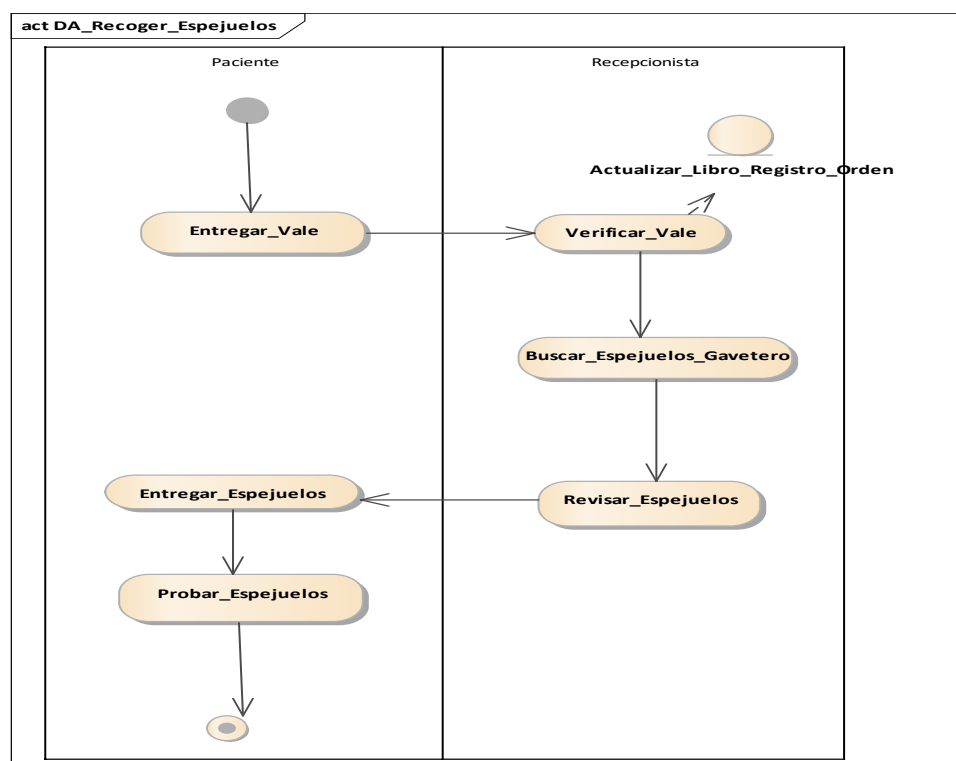 act DA_Recoger_Espejuelos
Paciente
Recepcionista
Actualizar_Libro_Registro_Orden
Entregar_Vale
Verificar_Vale
Buscar_Espejuelos_Gavetero
Entregar_Espejuelos
Revisar_Espejuelos
Probar_Espejuelos